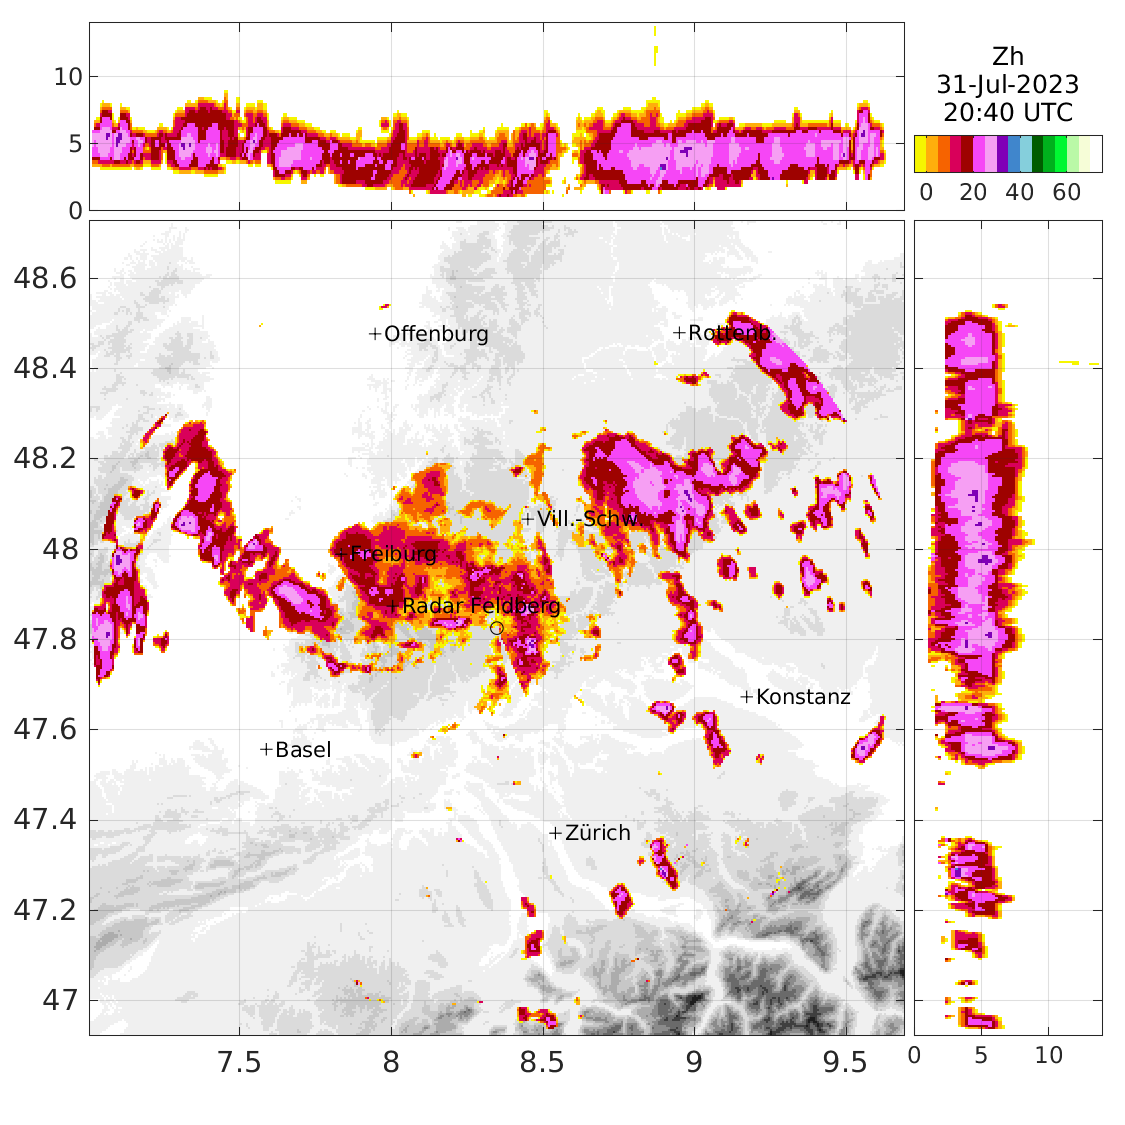 10
5
0
Zh
31-Jul-2023
20:40 UTC
0 20 40 60
48.6
48.4
48.2
48
47.8
47.6
47.4
47.2
47
+Offenburg
+Rottenb.
+Vill.-Schw.
+Freiburg
+Radar Feldberg
+Konstanz
+Basel
+Zürich
7.5 8 8.5 9 9.5
0 5 10